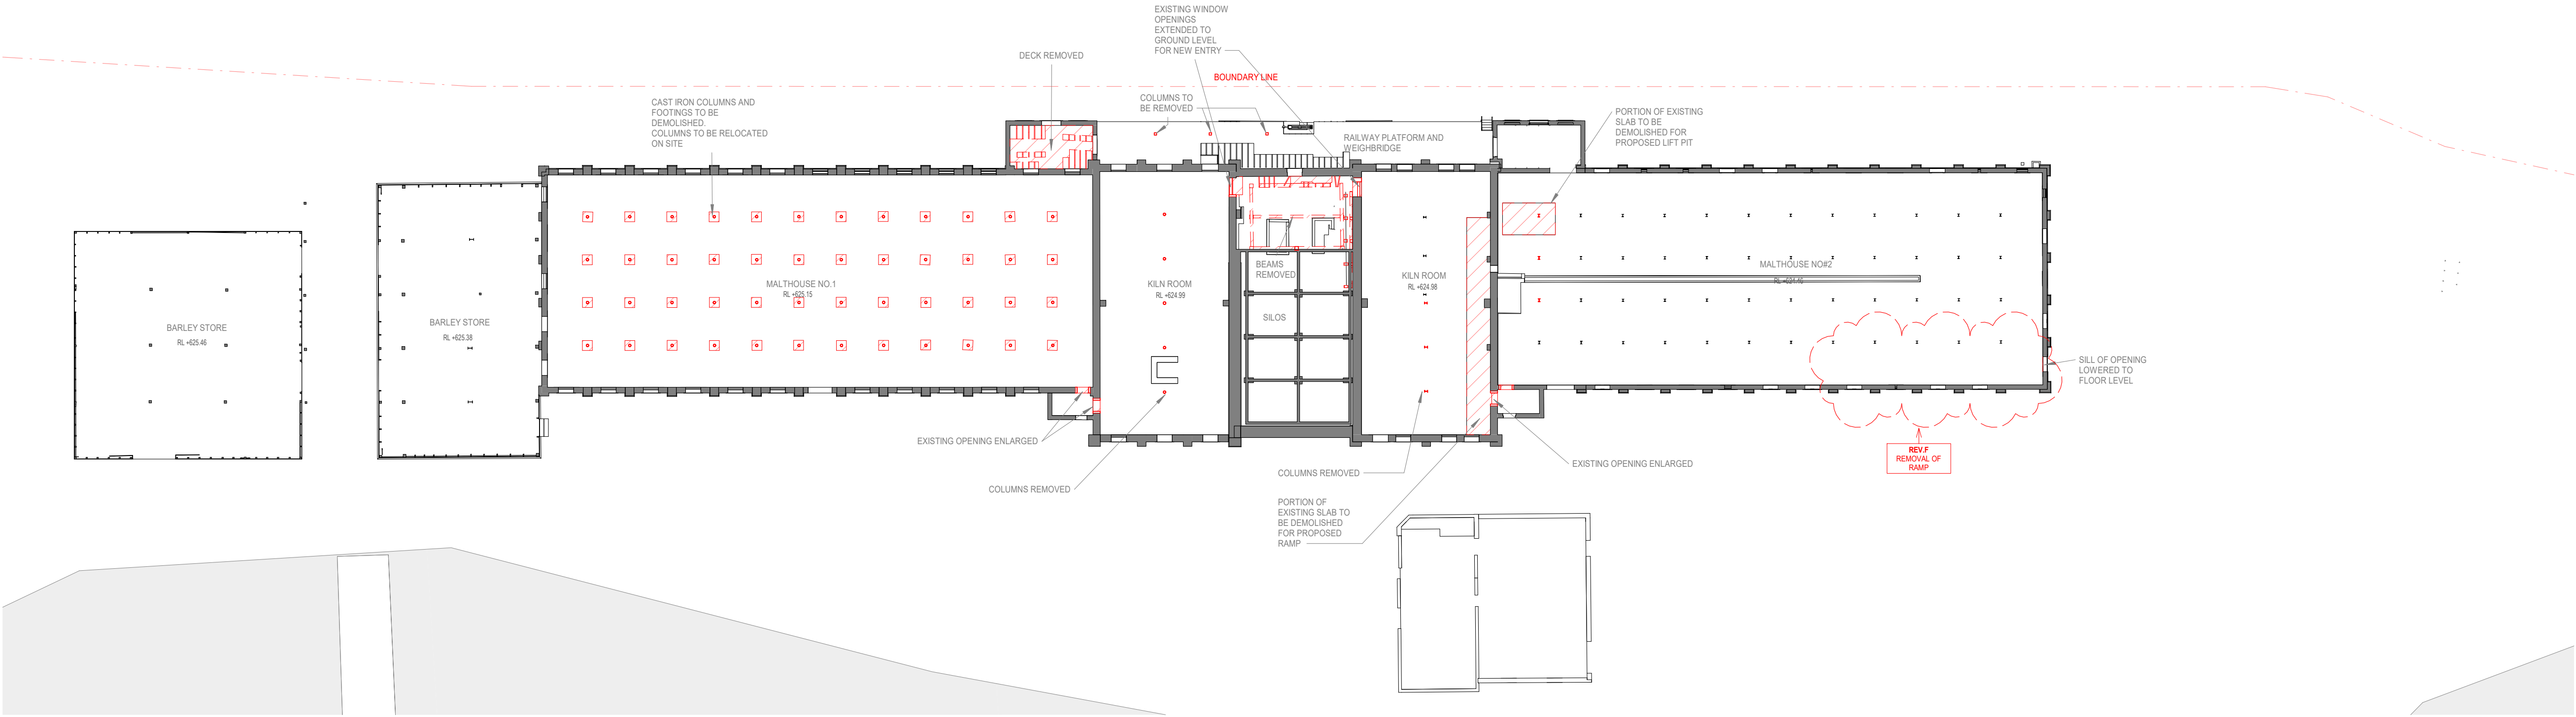 EXISTING WINDOW
OPENINGS
EXTENDED TO
GROUND LEVEL
FOR NEW ENTRY
DECK REMOVED
BOUNDARY LINE
CAST IRON COLUMNS AND
FOOTINGS TO BE
DEMOLISHED.
COLUMNS TO BE RELOCATED
ON SITE
COLUMNS TO
BE REMOVED
RAILWAY PLATFORM AND
WEIGHBRIDGE
PORTION OF EXISTING
SLAB TO BE
DEMOLISHED FOR
PROPOSED LIFT PIT
BARLEY STORE
RL +625.46
BARLEY STORE
RL +625.38
MALTHOUSE NO.1
RL +625.15
KILN ROOM
RL +624.99
BEAMS
REMOVED
SILOS
KILN ROOM
RL +624.98
MALTHOUSE NO#2
SILL OF OPENING
LOWERED TO
FLOOR LEVEL
EXISTING OPENING ENLARGED
COLUMNS REMOVED
COLUMNS REMOVED
EXISTING OPENING ENLARGED
REV.F
REMOVAL OF
RAMP
PORTION OF
EXISTING SLAB TO
BE DEMOLISHED
FOR PROPOSED
RAMP